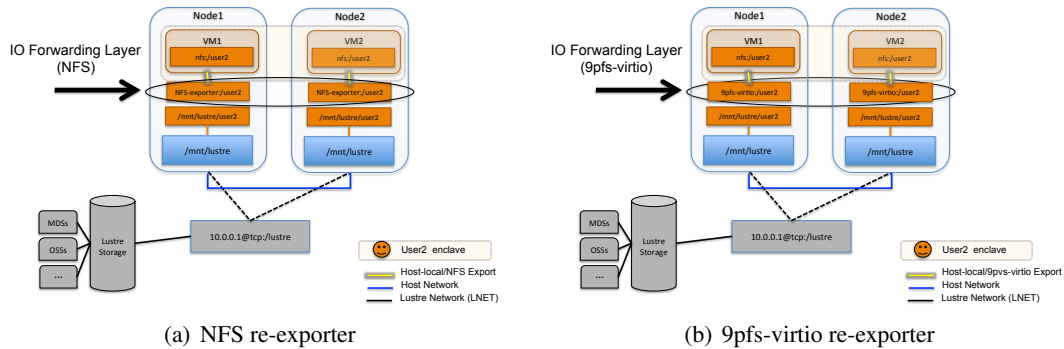 Node1
Node2
VM1
nfs:/user2
VM2
nfs:/user2
IO Forwarding Layer
(NFS)
NFS-exporter:/user2
NFS-exporter:/user2
/mnt/lustre/user2
/mnt/lustre/user2
/mnt/lustre
/mnt/lustre
MDSs
OSSs
...
Lustre
Storage
10.0.0.1@tcp:/lustre
User2 enclave
Host-local/NFS Export
Host Network
Lustre Network (LNET)
(a) NFS re-exporter
Node1
Node2
VM1
nfs:/user2
VM2
nfs:/user2
IO Forwarding Layer
(9pfs-virtio)
9pfs-virtio:/user2
9pfs-virtio:/user2
/mnt/lustre/user2
/mnt/lustre/user2
/mnt/lustre
/mnt/lustre
MDSs
OSSs
...
Lustre
Storage
10.0.0.1@tcp:/lustre
User2 enclave
Host-local/9pvs-virtio Export
Host Network
Lustre Network (LNET)
(b) 9pfs-virtio re-exporter